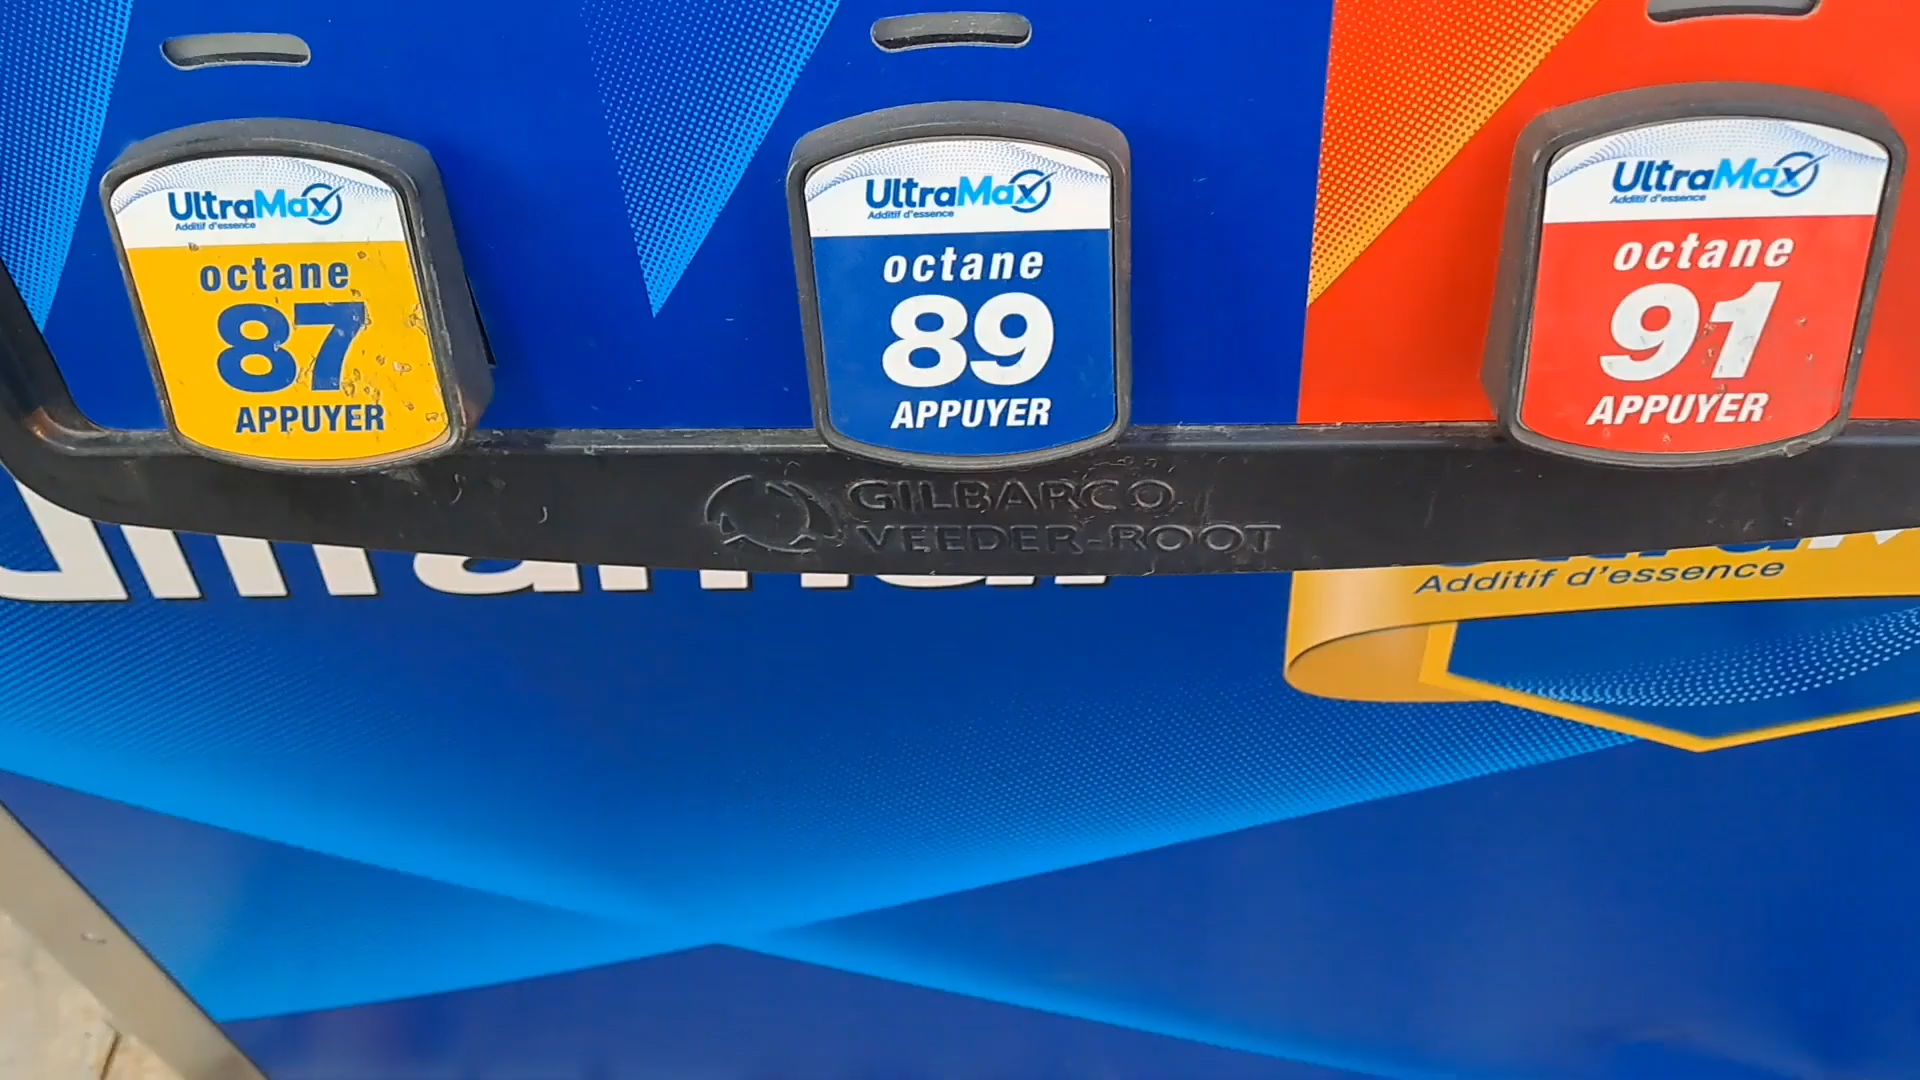 UltraMax
Additif d'essence
octane
87
APPUYER
UltraMax
Additif d'essence
octane
89
APPUYER
UltraMax
Additif d'essence
octane
91
APPUYER
GILBARCO
VEEDER-ROOT
Additif d'essence